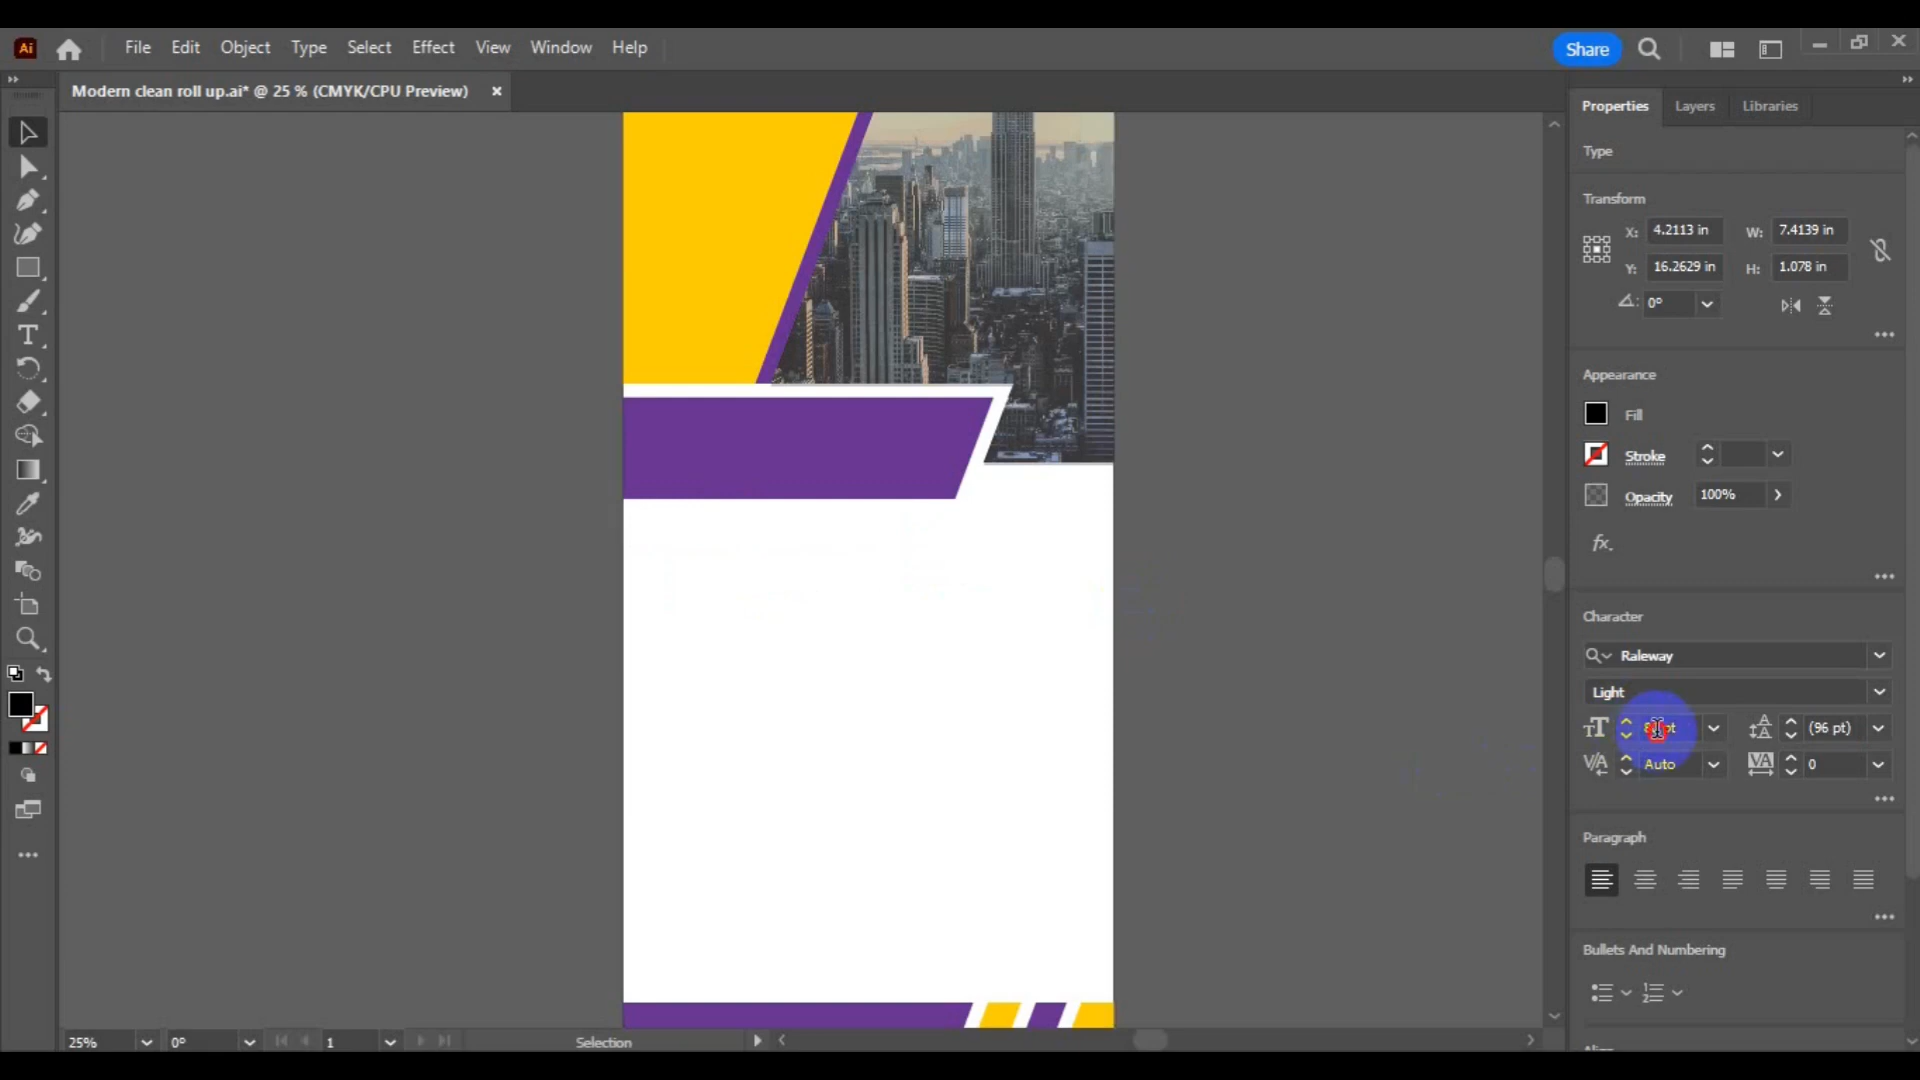 Ai File Edit Object Type Select Effect View Window Help Share
Modern clean roll up.ai* @ 25 % (CMYK/CPU Preview) ×
Properties Layers Libraries
Type
Transform
X: 4.2113 in W: 7.4139 in
Y: 16.2629 in H: 1.078 in
0°
Appearance
Fill
Stroke
Opacity 100%
fx.
Character
Raleway
Light
pt (96 pt)
Auto 0
Paragraph
Bullets And Numbering
25% 0° 1 Selection